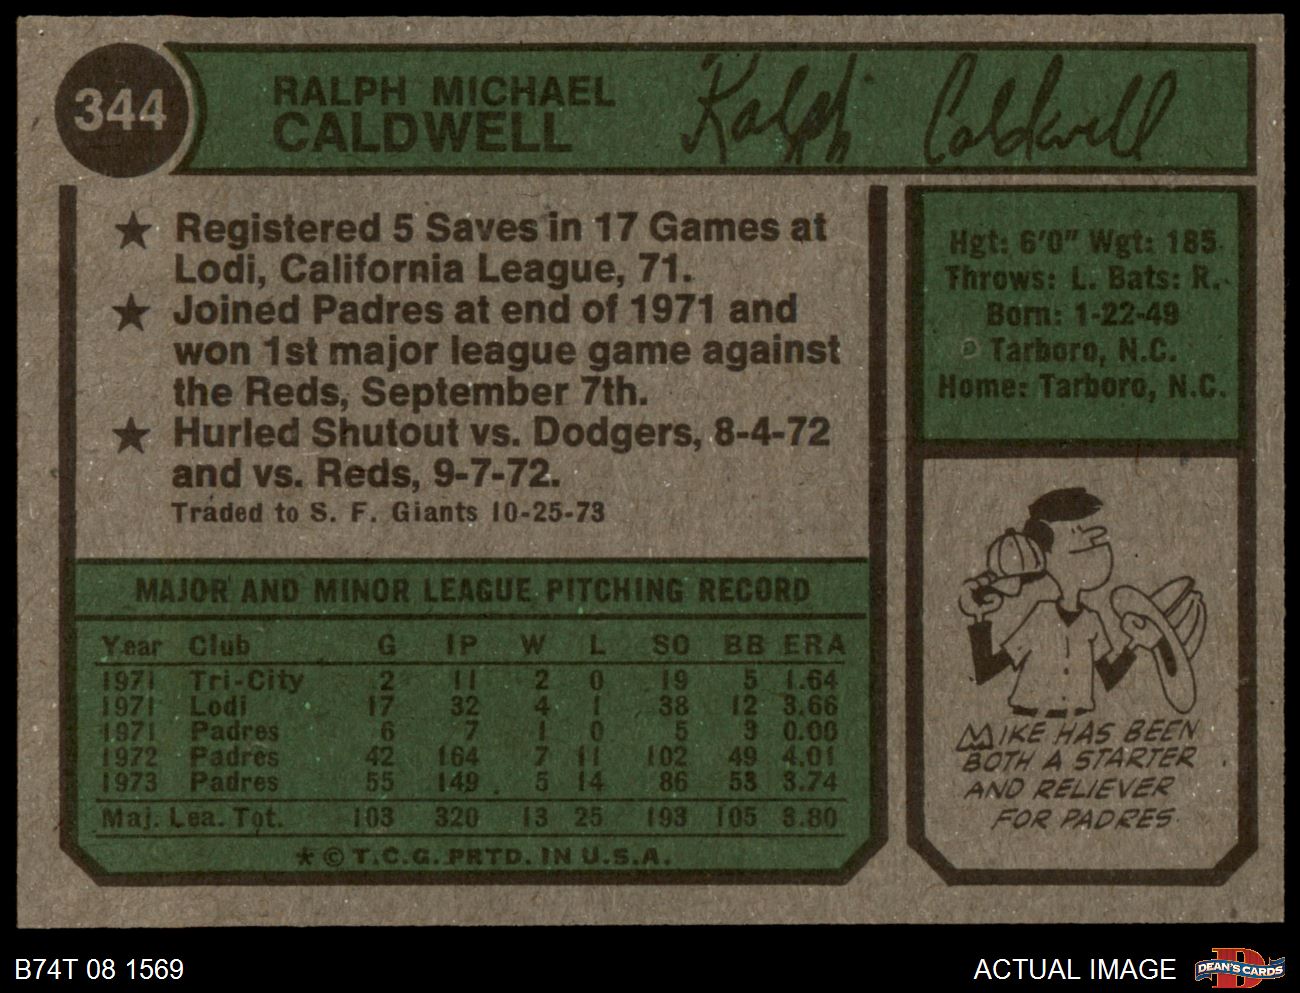 344
RALPH MICHAEL
CALDWELL
Ralph Caldwell
★ Registered 5 Saves in 17 Games at
Lodi, California League, 71.
★ Joined Padres at end of 1971 and
won 1st major league game against
the Reds, September 7th.
★ Hurled Shutout vs. Dodgers, 8-4-72
and vs. Reds, 9-7-72.
Traded to S. F. Giants 10-25-73
Hgt: 6'0" Wgt: 185
Throws: L. Bats: R.
Born: 1-22-49
Tarboro, N.C.
Home: Tarboro, N.C.
MAJOR AND MINOR LEAGUE PITCHING RECORD
Year Club G IP W L SO BB ERA
1971 Tri-City 2 11 2 0 19 5 1.64
1971 Lodi 17 32 4 1 38 12 3.66
1971 Padres 6 7 1 0 5 3 0.00
1972 Padres 42 164 7 11 102 49 4.01
1973 Padres 55 149 5 14 86 53 3.74
Maj. Lea. Tot. 103 320 13 25 193 105 3.80
★ © T.C.G. PRTD. IN U.S.A.
MIKE HAS BEEN
BOTH A STARTER
AND RELIEVER
FOR PADRES.
B74T 08 1569
ACTUAL IMAGE
D
DEAN'S CARDS